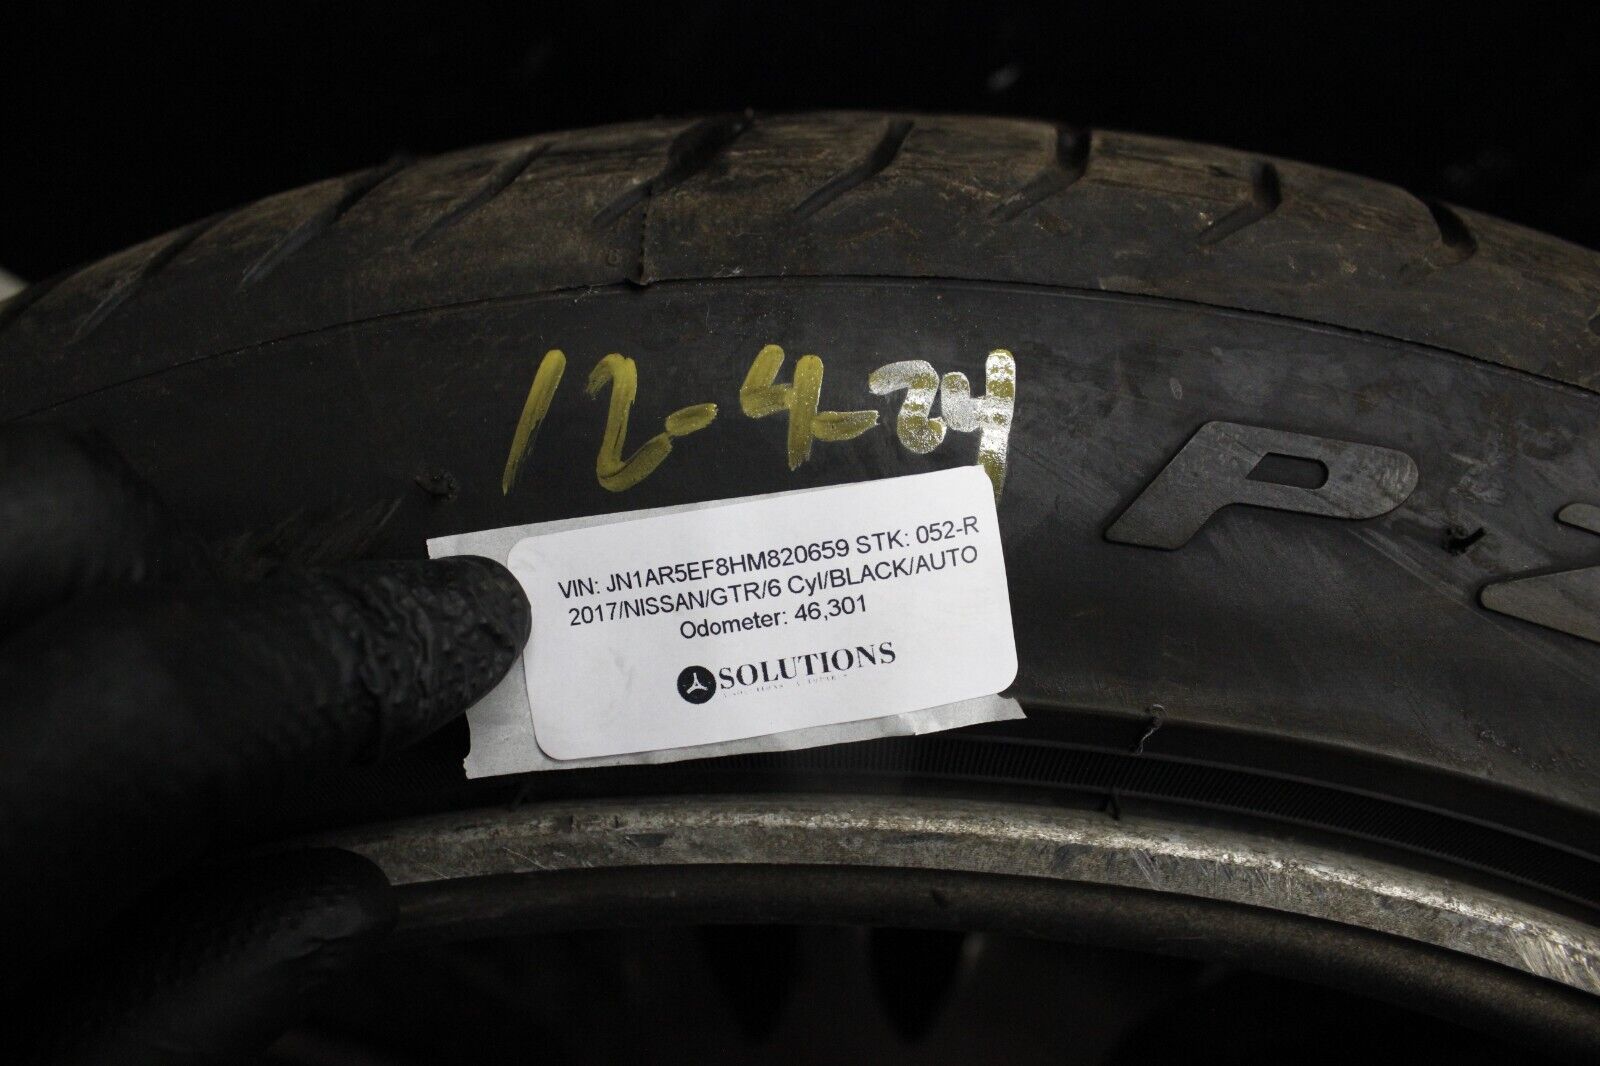 12-4-24
P
VIN: JN1AR5EF8HM820659 STK: 052-R
2017/NISSAN/GTR/6 Cyl/BLACK/AUTO
Odometer: 46,301
SOLUTIONS